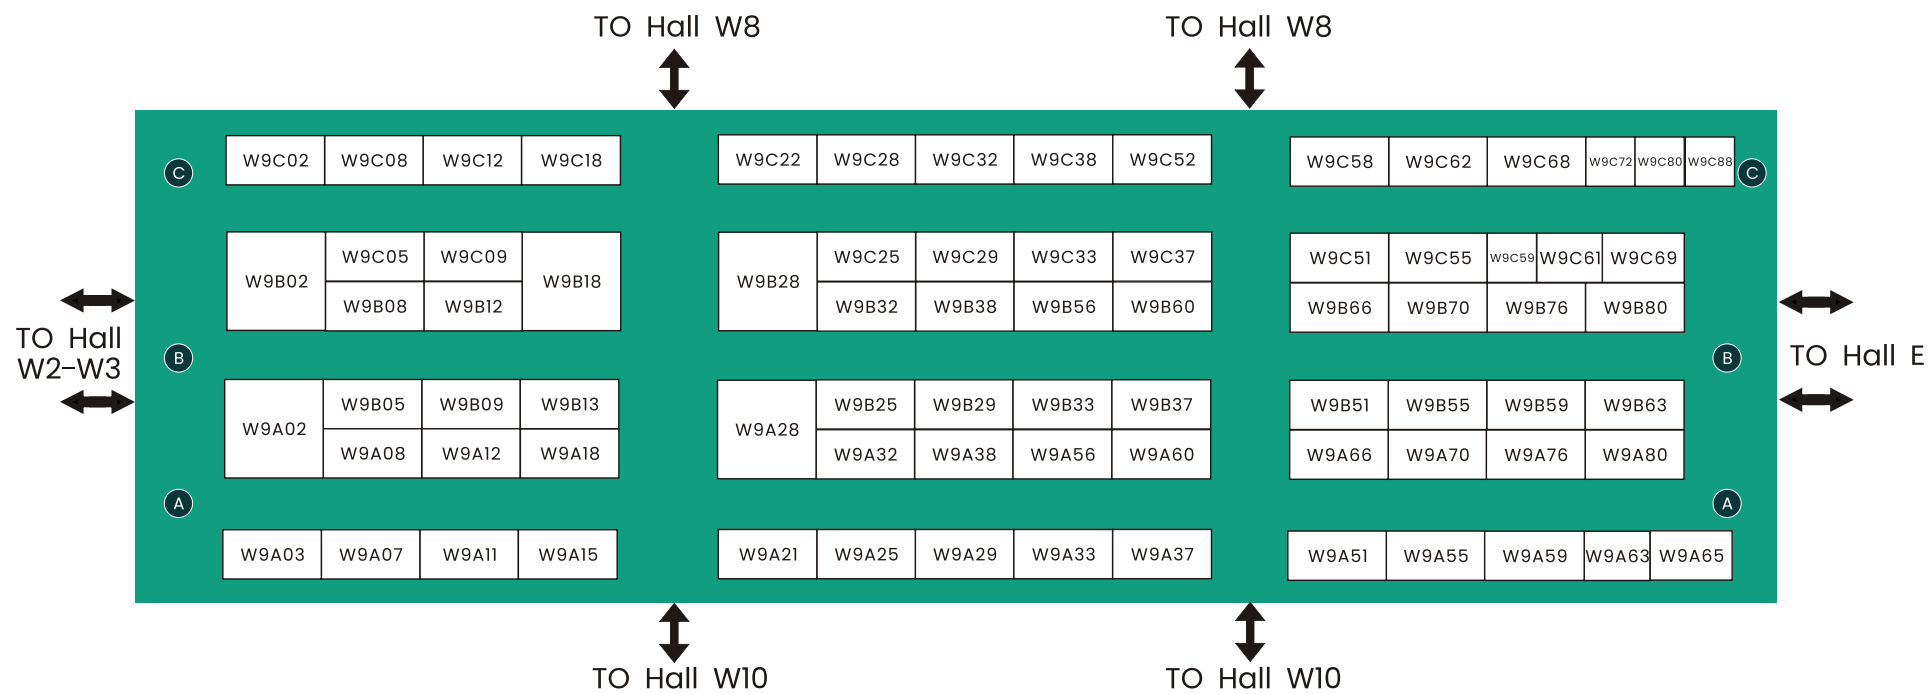 TO Hall W8 TO Hall W8
W9C02 W9C08 W9C12 W9C18 W9C22 W9C28 W9C32 W9C38 W9C52 W9C58 W9C62 W9C68 W9C72 W9C80 W9C88
C C
W9C05 W9C09 W9C25 W9C29 W9C33 W9C37 W9C51 W9C55 W9C59 W9C61 W9C69
W9B02 W9B18 W9B28
W9B08 W9B12 W9B32 W9B38 W9B56 W9B60 W9B66 W9B70 W9B76 W9B80
TO Hall
W2-W3
B B
TO Hall E
W9B05 W9B09 W9B13 W9B25 W9B29 W9B33 W9B37 W9B51 W9B55 W9B59 W9B63
W9A02 W9A28
W9A08 W9A12 W9A18 W9A32 W9A38 W9A56 W9A60 W9A66 W9A70 W9A76 W9A80
A A
W9A03 W9A07 W9A11 W9A15 W9A21 W9A25 W9A29 W9A33 W9A37 W9A51 W9A55 W9A59 W9A63 W9A65
TO Hall W10 TO Hall W10